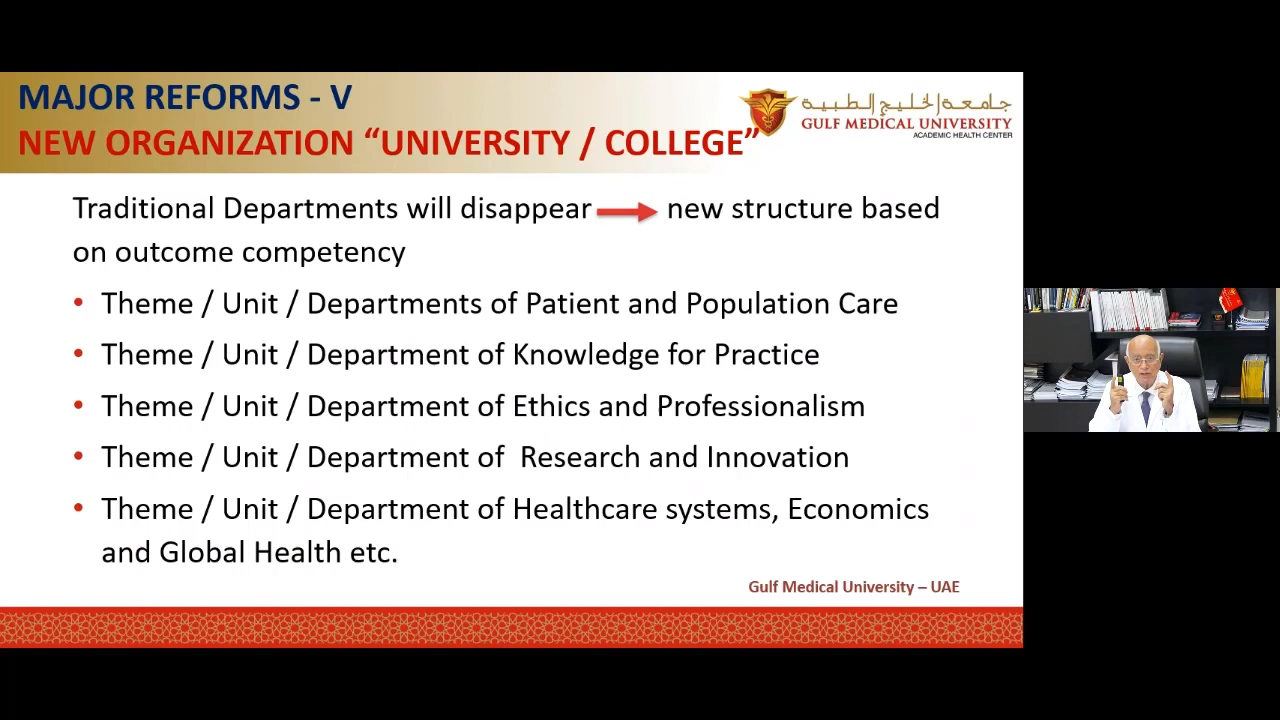 MAJOR REFORMS - V
NEW ORGANIZATION “UNIVERSITY / COLLEGE”
جامعة الخليج الطبية
GULF MEDICAL UNIVERSITY
ACADEMIC HEALTH CENTER
Traditional Departments will disappear new structure based
on outcome competency
• Theme / Unit / Departments of Patient and Population Care
• Theme / Unit / Department of Knowledge for Practice
• Theme / Unit / Department of Ethics and Professionalism
• Theme / Unit / Department of Research and Innovation
• Theme / Unit / Department of Healthcare systems, Economics
and Global Health etc.
Gulf Medical University – UAE